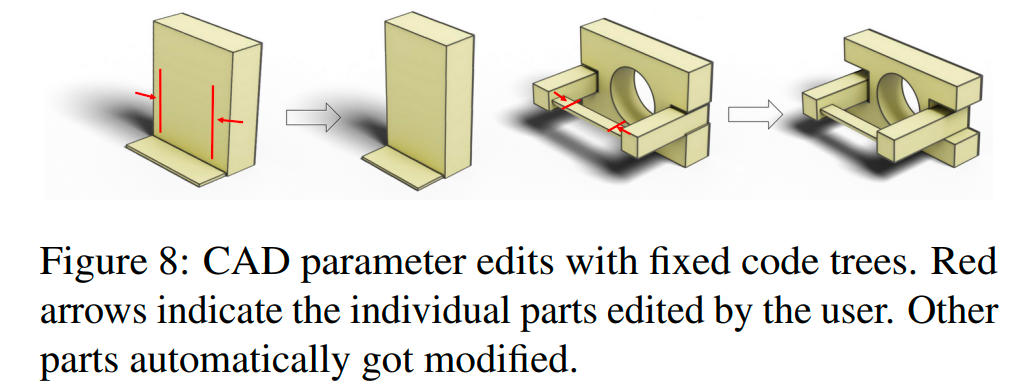 Figure 8: CAD parameter edits with fixed code trees. Red
arrows indicate the individual parts edited by the user. Other
parts automatically got modified.